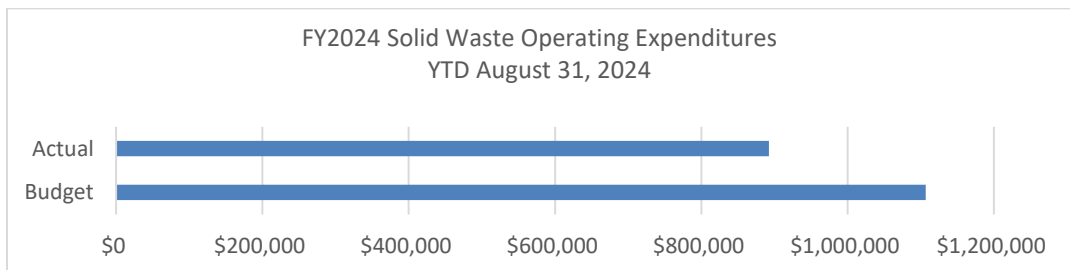 FY2024 Solid Waste Operating Expenditures
YTD August 31, 2024
Actual
Budget
$0 $200,000 $400,000 $600,000 $800,000 $1,000,000 $1,200,000